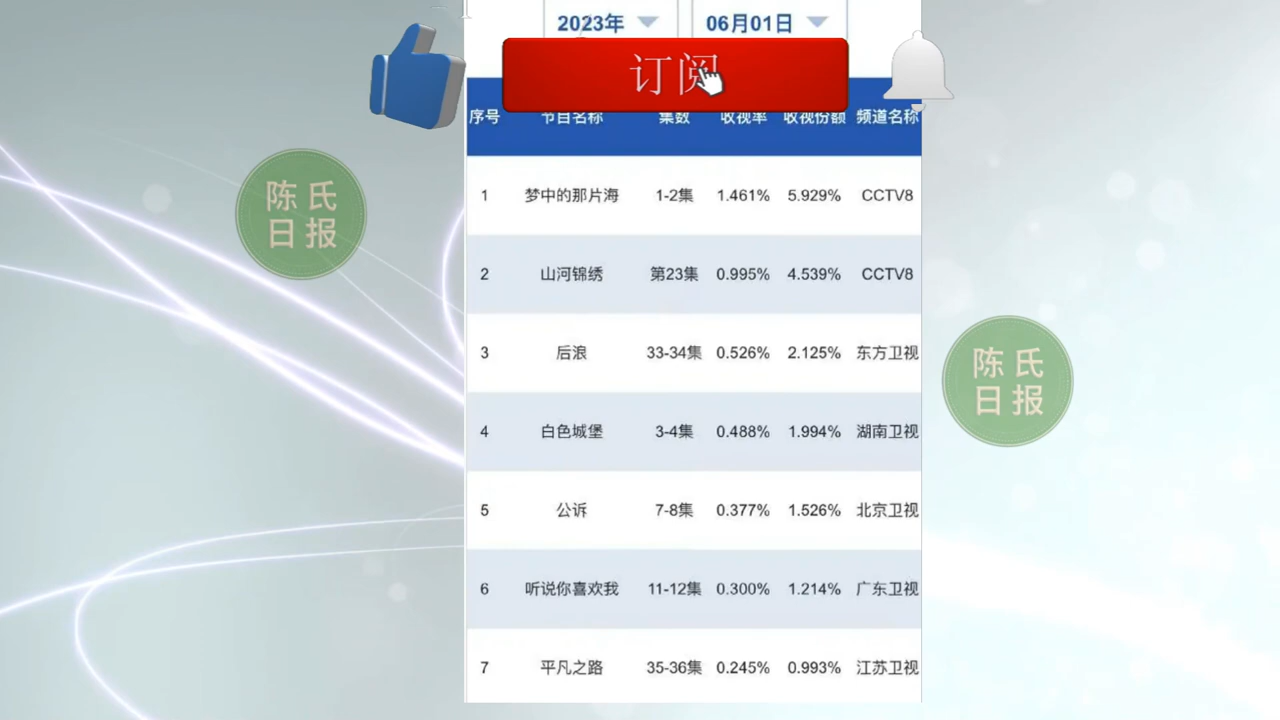 2023年 06月01日
订阅
序号 节目名称 集数 收视率 收视份额 频道名称
陈氏
日报
1 梦中的那片海 1-2集 1.461% 5.929% CCTV8
2 山河锦绣 第23集 0.995% 4.539% CCTV8
3 后浪 33-34集 0.526% 2.125% 东方卫视
陈氏
日报
4 白色城堡 3-4集 0.488% 1.994% 湖南卫视
5 公诉 7-8集 0.377% 1.526% 北京卫视
6 听说你喜欢我 11-12集 0.300% 1.214% 广东卫视
7 平凡之路 35-36集 0.245% 0.993% 江苏卫视